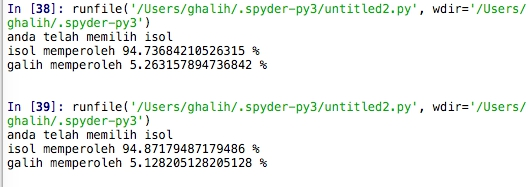 In [38]: runfile('/Users/ghalih/.spyder-py3/untitled2.py', wdir='/Users/
ghalih/.spyder-py3')
anda telah memilih isol
isol memperoleh 94.73684210526315 %
galih memperoleh 5.263157894736842 %
In [39]: runfile('/Users/ghalih/.spyder-py3/untitled2.py', wdir='/Users/
ghalih/.spyder-py3')
anda telah memilih isol
isol memperoleh 94.87179487179486 %
galih memperoleh 5.128205128205128 %